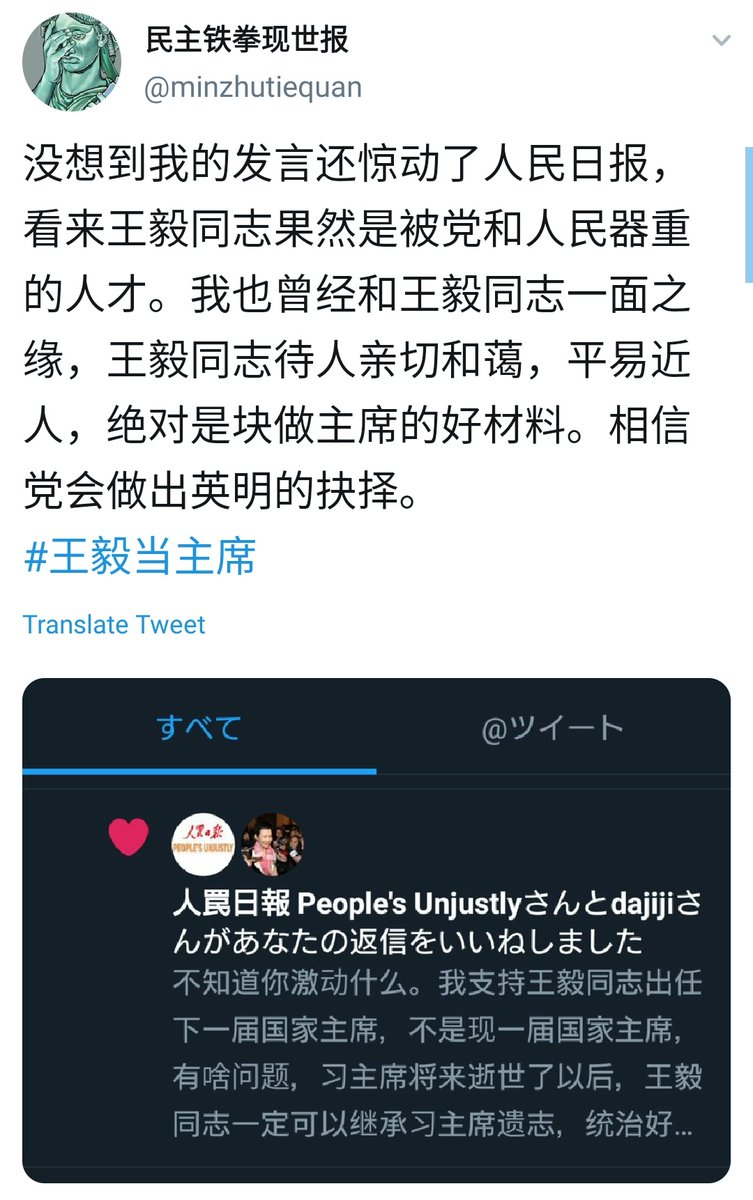 民主铁拳现世报
@minzhutiequan
没想到我的发言还惊动了人民日报，
看来王毅同志果然是被党和人民器重
的人才。我也曾经和王毅同志一面之
缘，王毅同志待人亲切和蔼，平易近
人，绝对是块做主席的好材料。相信
党会做出英明的抉择。
#王毅当主席
Translate Tweet
すべて
@ツイート
人罠日报
PEOPLE'S UNJUSTLY
人罠日報 People's Unjustlyさんとdajijiさ
んがあなたの返信をいいねしました
不知道你激动什么。我支持王毅同志出任
下一届国家主席，不是现一届国家主席，
有啥问题，习主席将来逝世了以后，王毅
同志一定可以继承习主席遗志，统治好...